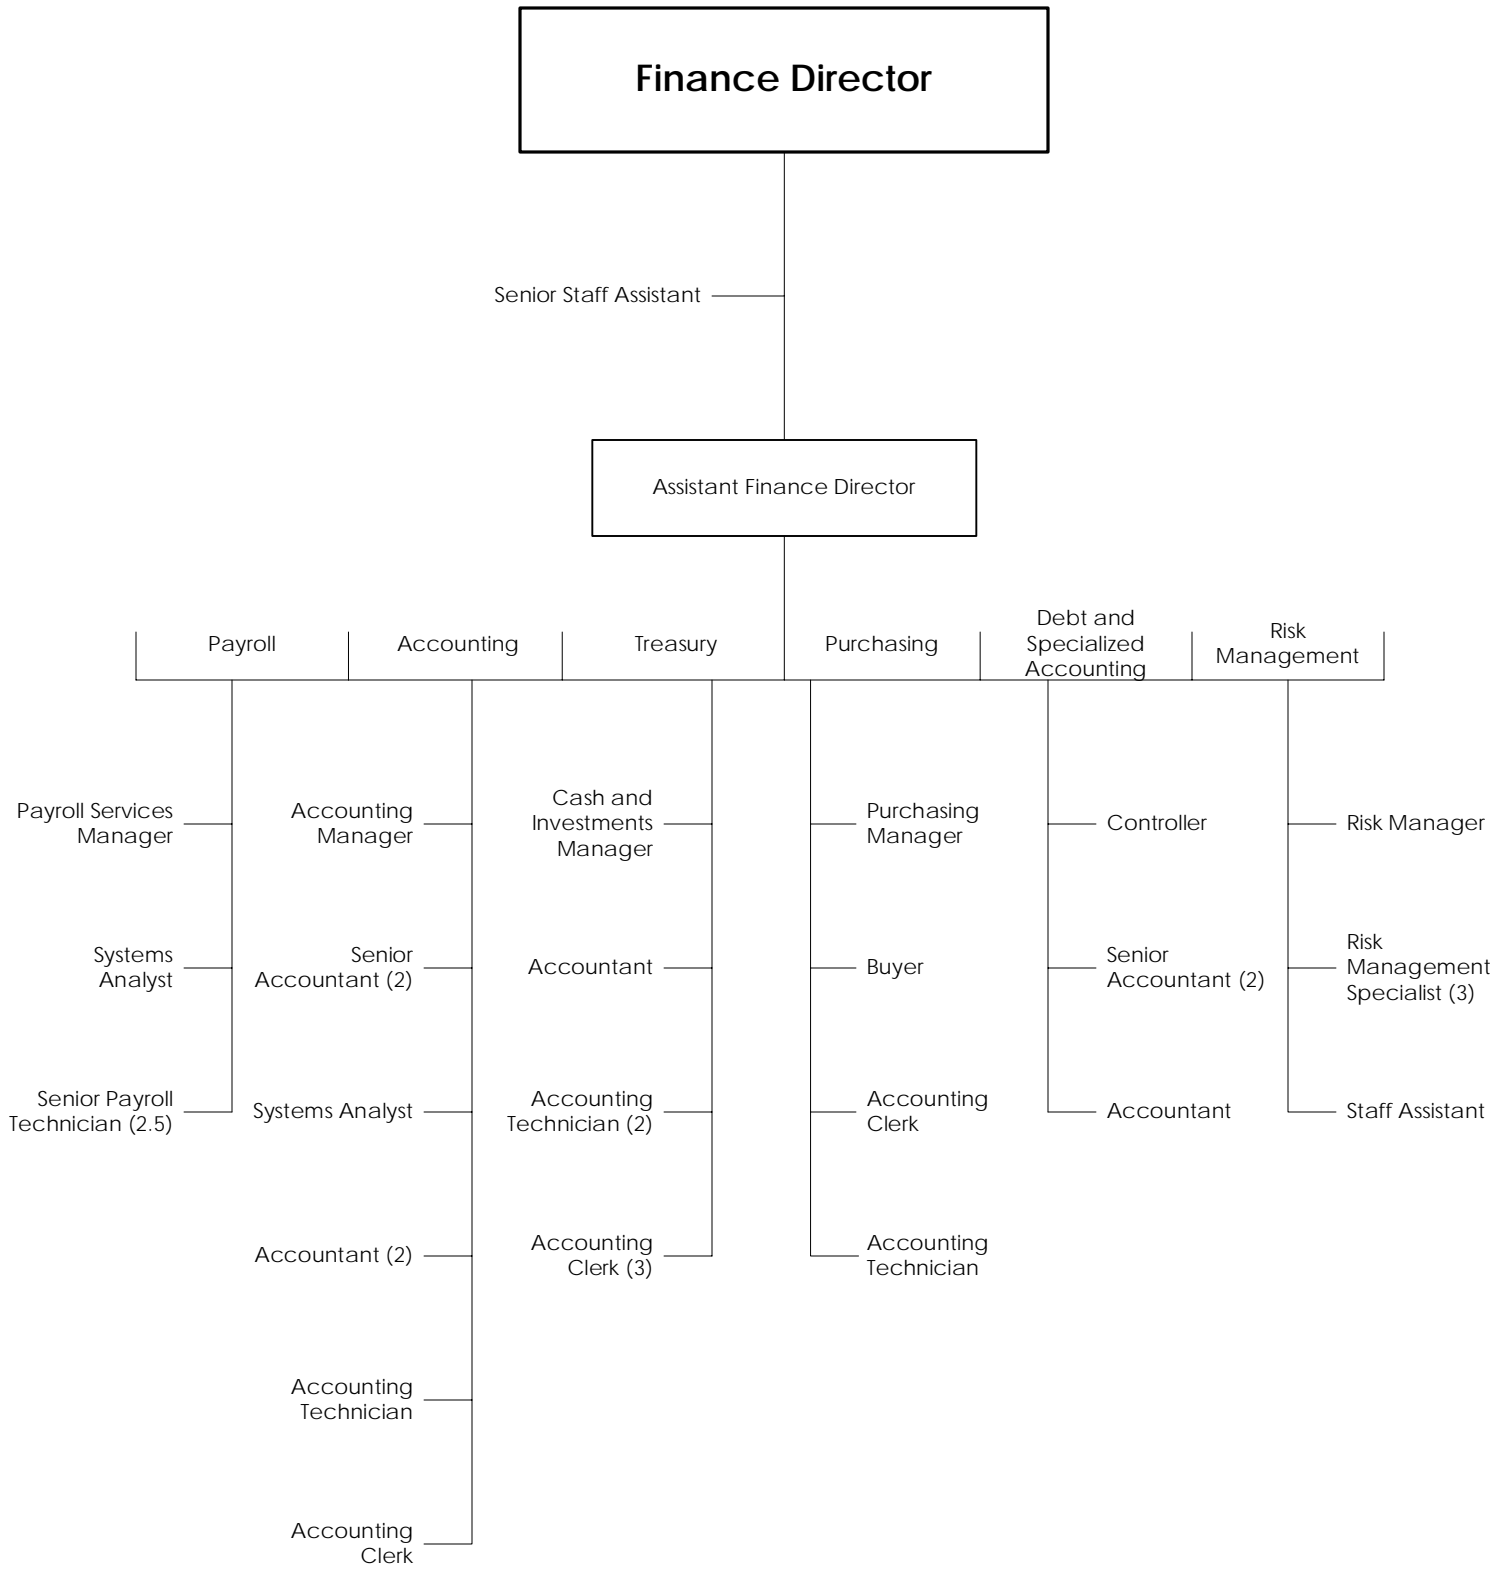 Finance Director
Senior Staff Assistant
Assistant Finance Director
Payroll
Accounting
Treasury
Purchasing
Debt and
Specialized
Accounting
Risk
Management
Payroll Services
Manager
Systems
Analyst
Senior Payroll
Technician (2.5)
Accounting
Manager
Senior
Accountant (2)
Systems Analyst
Accountant (2)
Accounting
Technician
Accounting
Clerk
Cash and
Investments
Manager
Accountant
Accounting
Technician (2)
Accounting
Clerk (3)
Purchasing
Manager
Buyer
Accounting
Clerk
Accounting
Technician
Controller
Senior
Accountant (2)
Accountant
Risk Manager
Risk
Management
Specialist (3)
Staff Assistant